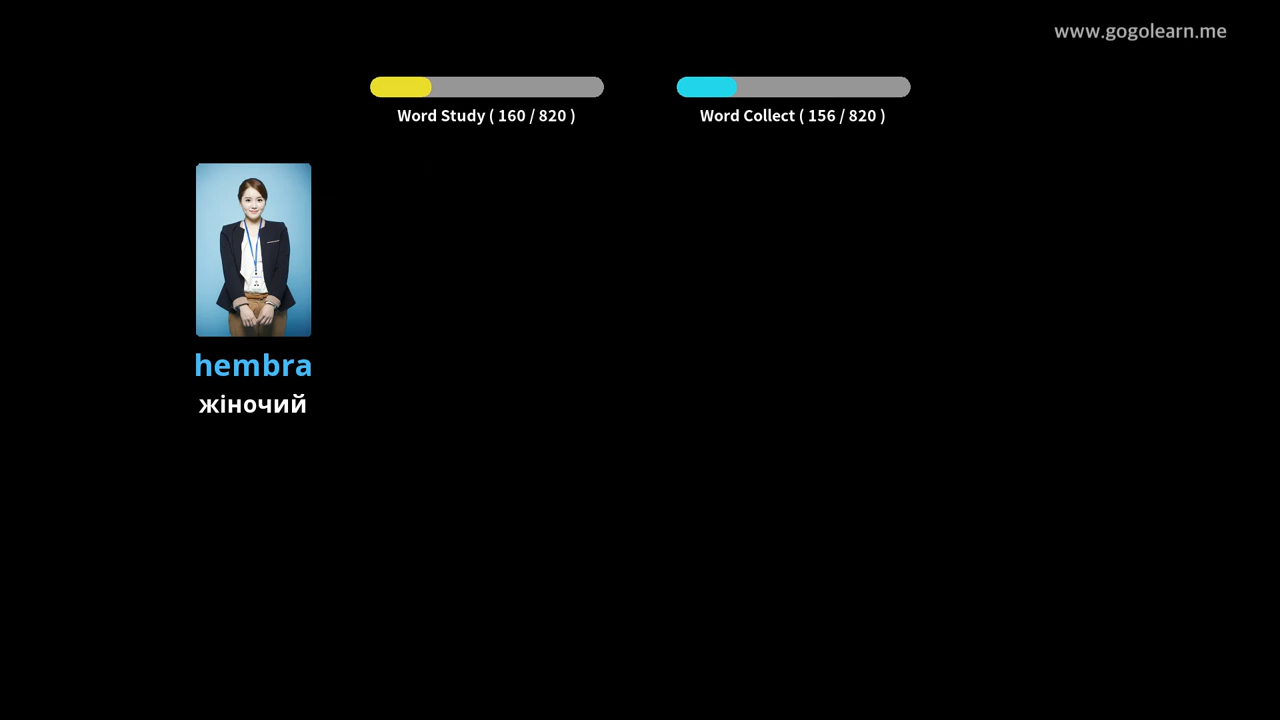 www.gogolearn.me
Word Study ( 160 / 820 )
Word Collect ( 156 / 820 )
hembra
жіночий